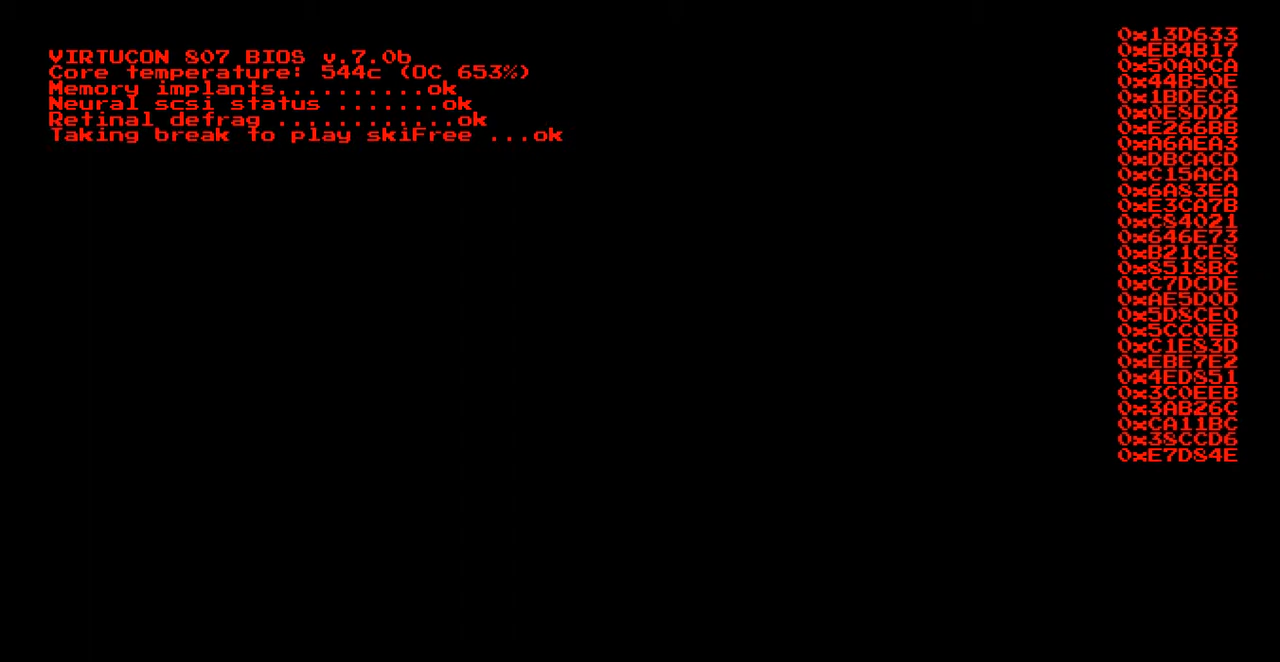 VIRTUCON 807 BIOS v.7.0b
Core temperature: 544c (OC 653%)
Memory implants..........ok
Neural scsi status .......ok
Retinal defrag ............ok
Taking break to play skiFree ...ok
0x13D633
0xEB4B17
0x50A0CA
0x44B50E
0x1BDECA
0x0E8DD2
0xE266BB
0xA6AEA3
0xDBCACD
0xC15ACA
0x6A83EA
0xE3CA7B
0xC84021
0x646E73
0xB21CE8
0x8518BC
0xC7DCDE
0xAE5D0D
0x5D8CE0
0x5CC0EB
0xC1E83D
0xEBE7E2
0x4ED851
0x3C0EEB
0x3AB26C
0xCA11BC
0x38CCD6
0xE7D84E